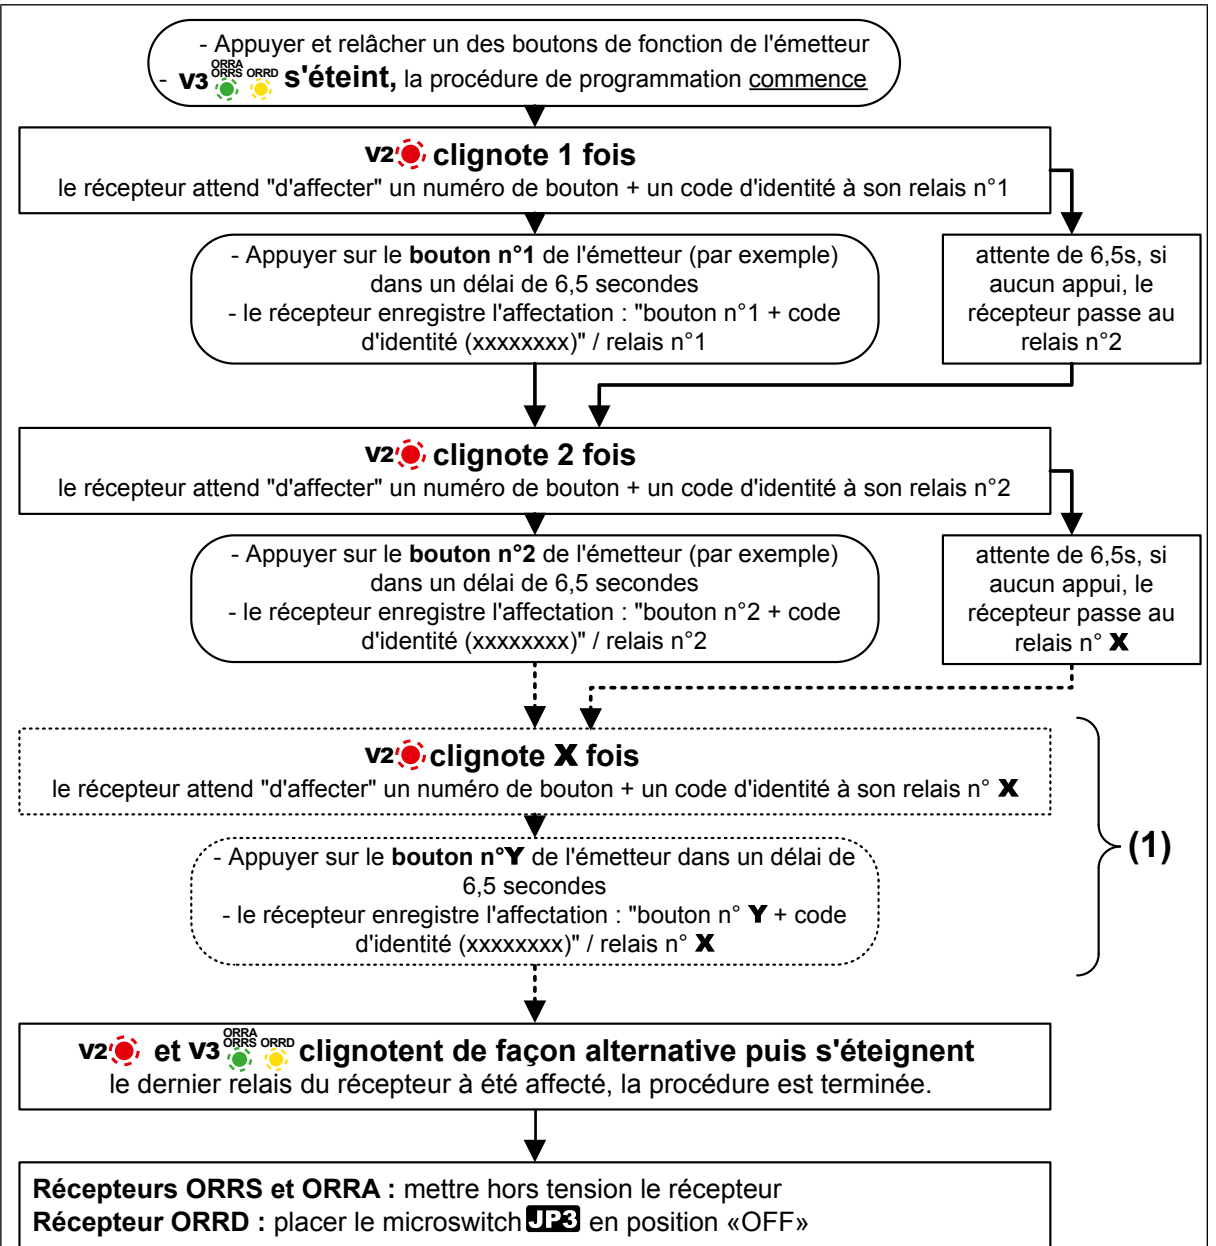 - Appuyer et relâcher un des boutons de fonction de l'émetteur
- V3 ORRA ORRS ORRD s'éteint, la procédure de programmation commence
V2 clignote 1 fois
le récepteur attend "d'affecter" un numéro de bouton + un code d'identité à son relais n°1
- Appuyer sur le bouton n°1 de l'émetteur (par exemple)
dans un délai de 6,5 secondes
- le récepteur enregistre l'affectation : "bouton n°1 + code
d'identité (xxxxxxxx)" / relais n°1
attente de 6,5s, si
aucun appui, le
récepteur passe au
relais n°2
V2 clignote 2 fois
le récepteur attend "d'affecter" un numéro de bouton + un code d'identité à son relais n°2
- Appuyer sur le bouton n°2 de l'émetteur (par exemple)
dans un délai de 6,5 secondes
- le récepteur enregistre l'affectation : "bouton n°2 + code
d'identité (xxxxxxxx)" / relais n°2
attente de 6,5s, si
aucun appui, le
récepteur passe au
relais n° X
V2 clignote X fois
le récepteur attend "d'affecter" un numéro de bouton + un code d'identité à son relais n° X
- Appuyer sur le bouton n°Y de l'émetteur dans un délai de
6,5 secondes
- le récepteur enregistre l'affectation : "bouton n° Y + code
d'identité (xxxxxxxx)" / relais n° X
(1)
V2 et V3 ORRA ORRS ORRD clignotent de façon alternative puis s'éteignent
le dernier relais du récepteur à été affecté, la procédure est terminée.
Récepteurs ORRS et ORRA : mettre hors tension le récepteur
Récepteur ORRD : placer le microswitch JP3 en position «OFF»